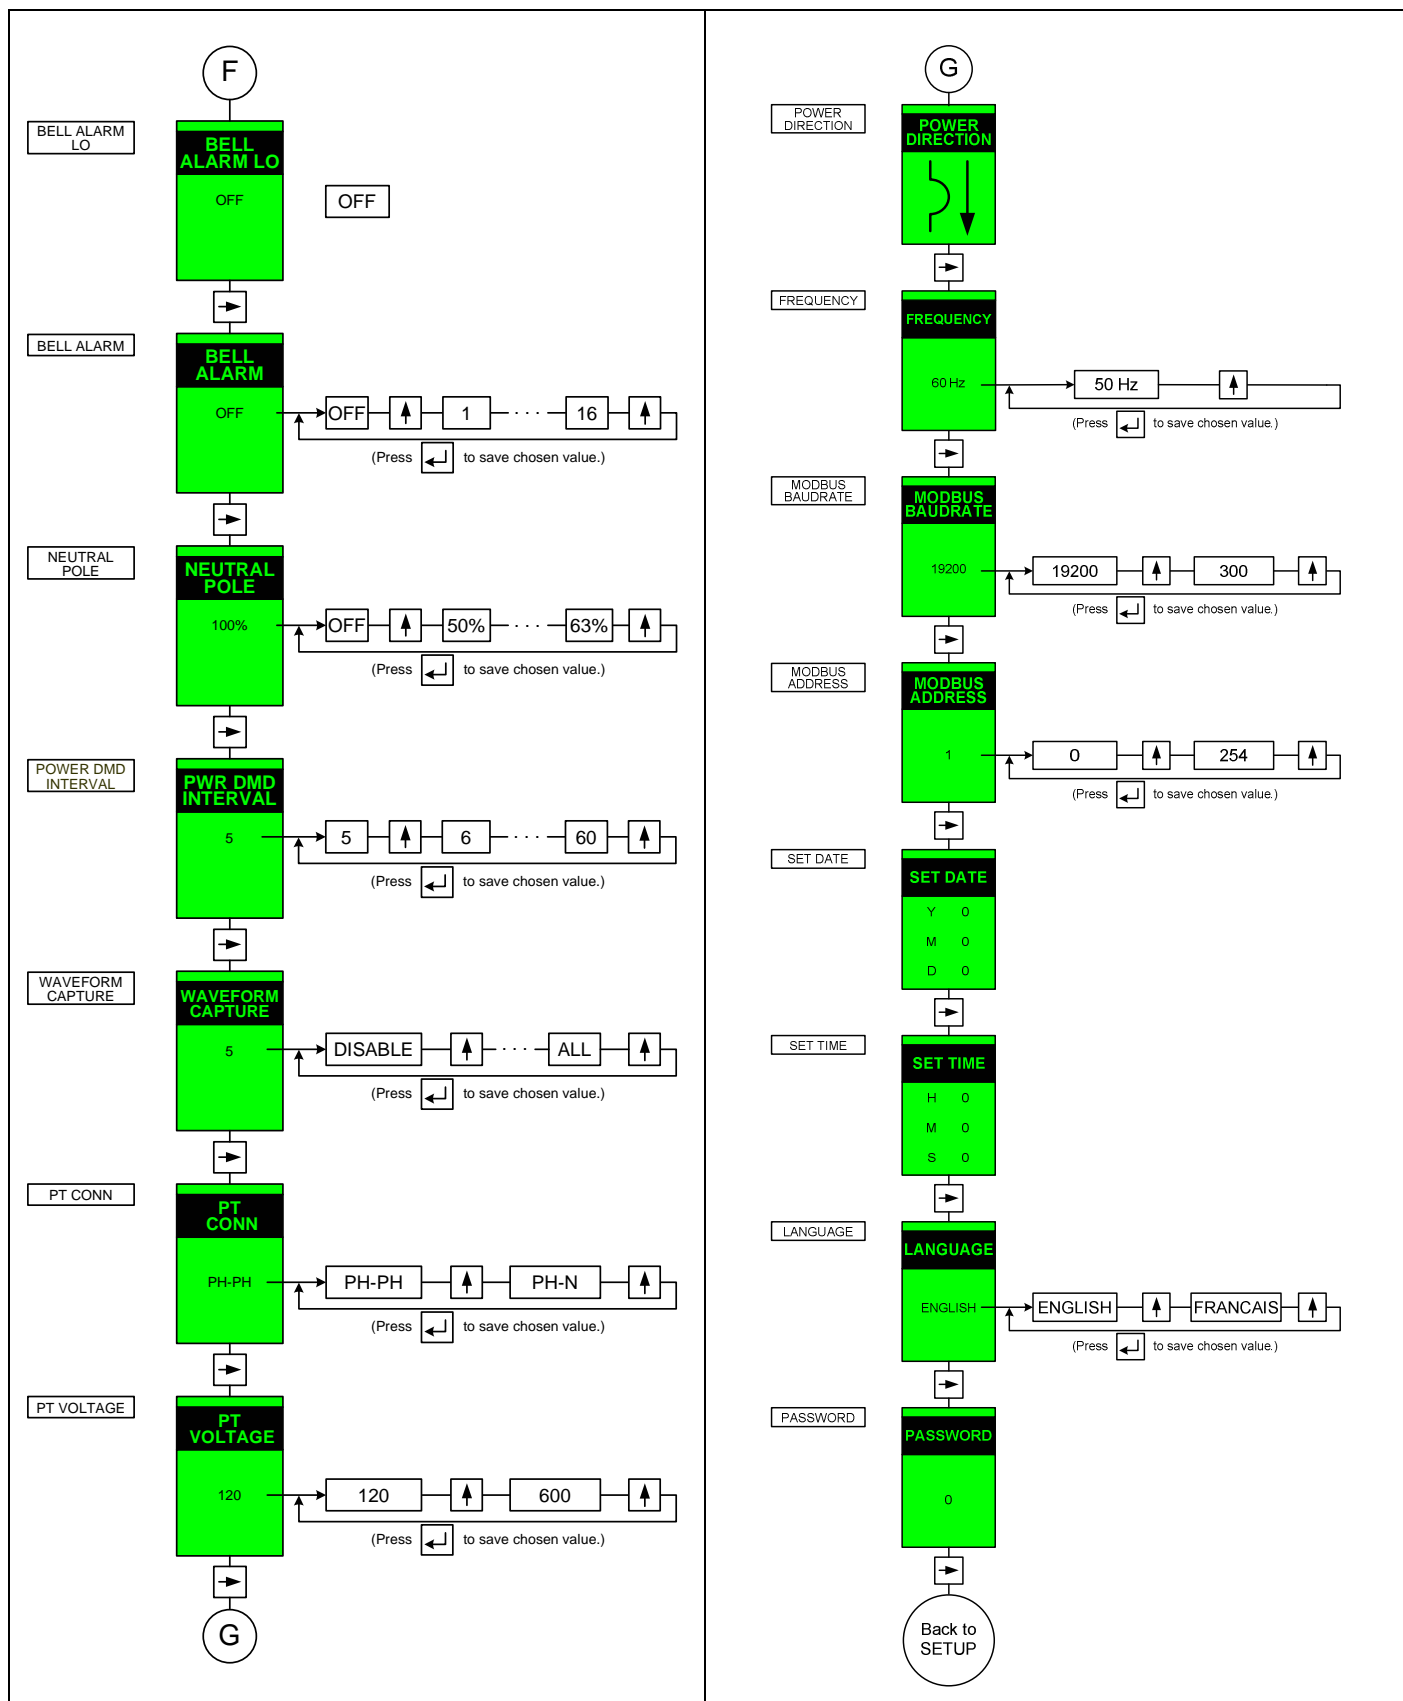 F
BELL ALARM
LO
BELL
ALARM LO
OFF
OFF
BELL ALARM
BELL
ALARM
OFF
OFF
1
16
(Press
to save chosen value.)
NEUTRAL
POLE
NEUTRAL
POLE
100%
OFF
50%
63%
(Press
to save chosen value.)
POWER DMD
INTERVAL
PWR DMD
INTERVAL
5
5
6
60
(Press
to save chosen value.)
WAVEFORM
CAPTURE
WAVEFORM
CAPTURE
5
DISABLE
ALL
(Press
to save chosen value.)
PT CONN
PT
CONN
PH-PH
PH-PH
PH-N
(Press
to save chosen value.)
PT VOLTAGE
PT
VOLTAGE
120
120
600
(Press
to save chosen value.)
G
G
POWER
DIRECTION
POWER
DIRECTION
FREQUENCY
FREQUENCY
60 Hz
50 Hz
(Press
to save chosen value.)
MODBUS
BAUDRATE
MODBUS
BAUDRATE
19200
19200
300
(Press
to save chosen value.)
MODBUS
ADDRESS
MODBUS
ADDRESS
1
0
254
(Press
to save chosen value.)
SET DATE
SET DATE
Y 0
M 0
D 0
SET TIME
SET TIME
H 0
M 0
S 0
LANGUAGE
LANGUAGE
ENGLISH
ENGLISH
FRANCAIS
(Press
to save chosen value.)
PASSWORD
PASSWORD
0
Back to
SETUP